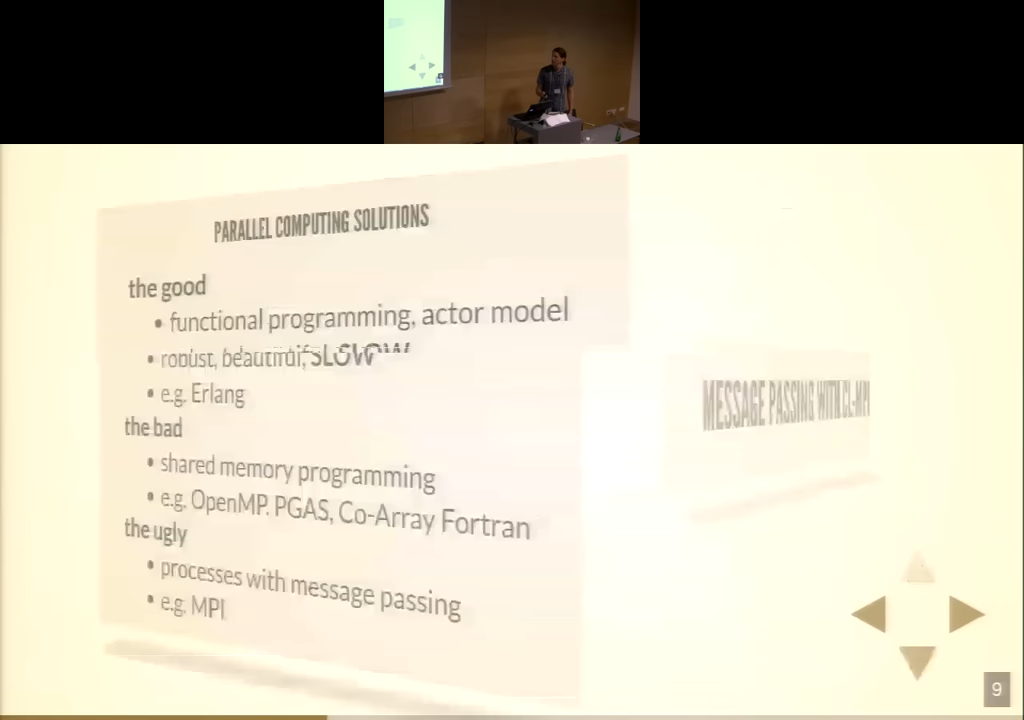 PARALLEL COMPUTING SOLUTIONS
the good
• functional programming, actor model
• robust, beautiful, SLOW
• e.g. Erlang
the bad
• shared memory programming
• e.g. OpenMP. PGAS, Co-Array Fortran
the ugly
• processes with message passing
• e.g. MPI
MESSAGE PASSING WITH CL-MPI
9